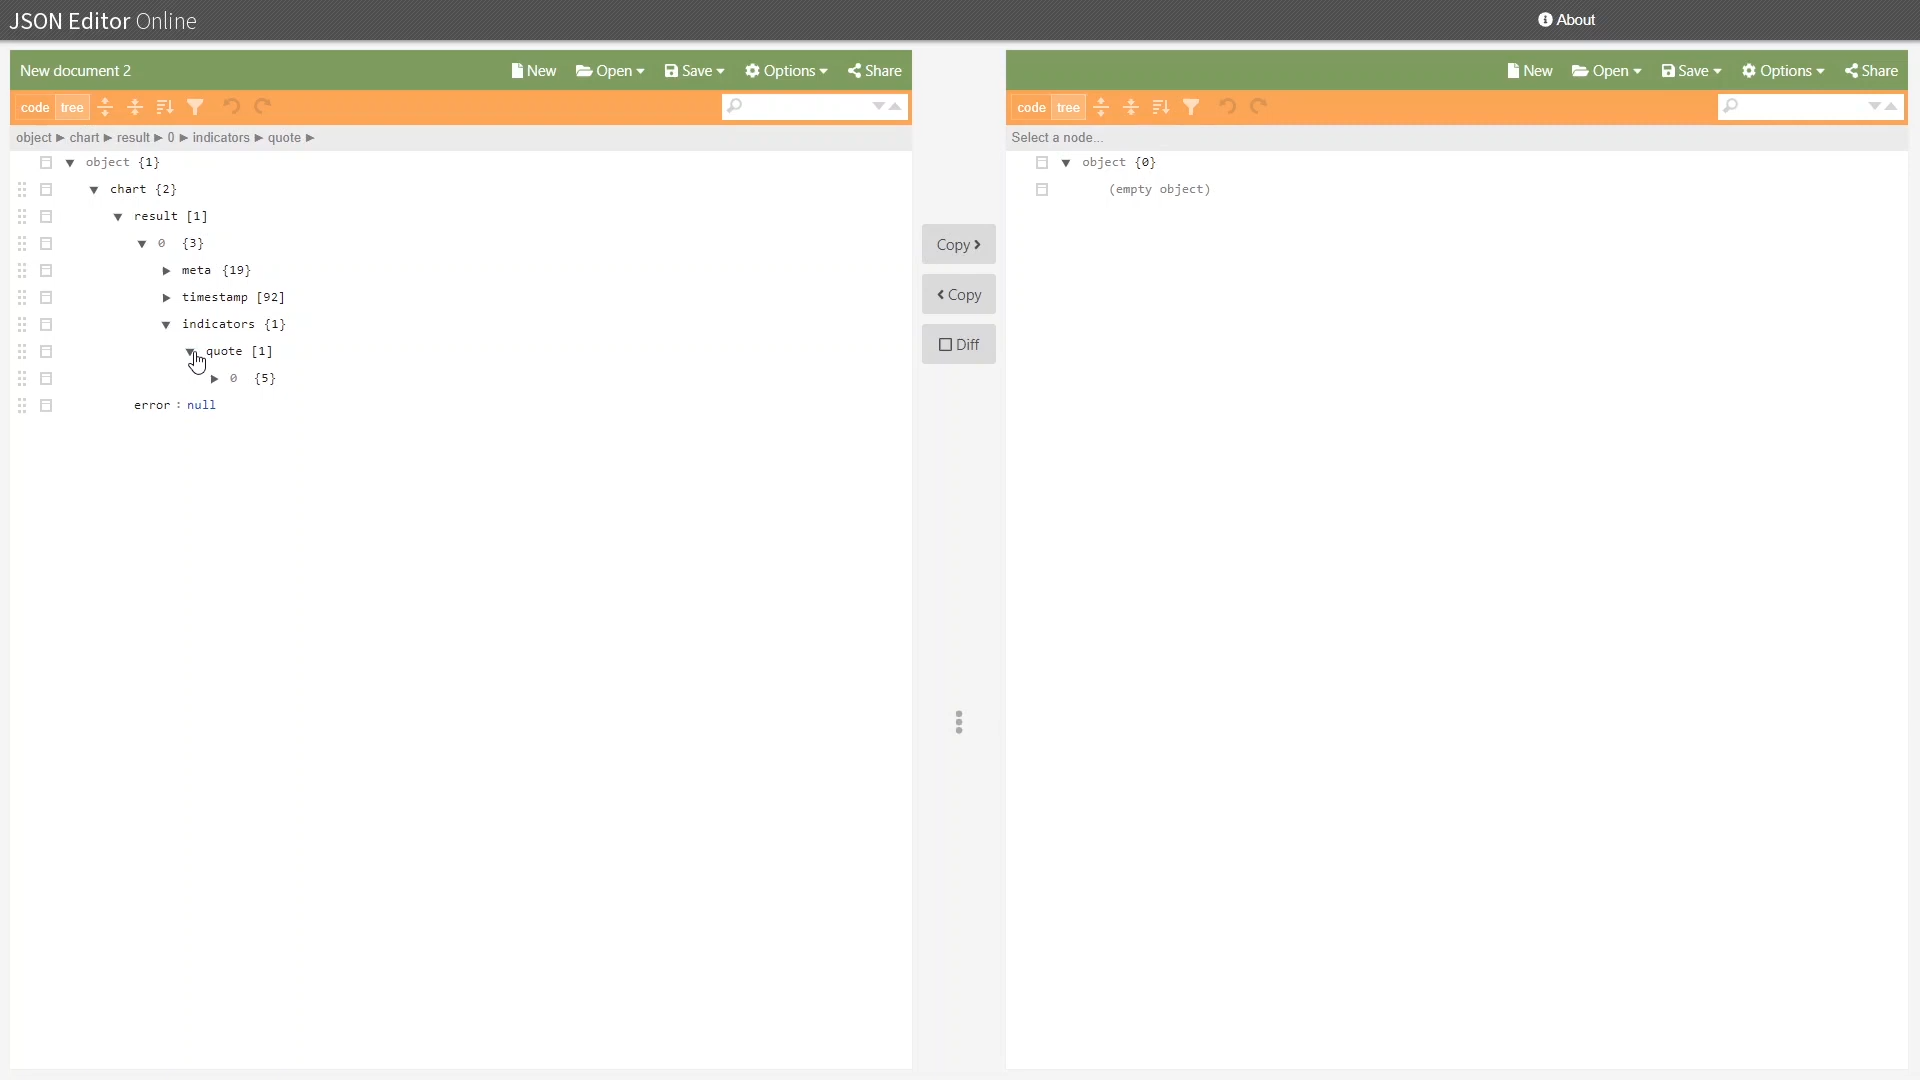 JSON Editor Online
About
New document 2
New
Open
Save
Options
Share
New
Open
Save
Options
Share
code tree
code tree
object ▶ chart ▶ result ▶ 0 ▶ indicators ▶ quote ▶
Select a node...
object {1}
chart {2}
result [1]
0 {3}
meta {19}
timestamp [92]
indicators {1}
quote [1]
0 {5}
error : null
Copy >
< Copy
Diff
object {0}
(empty object)